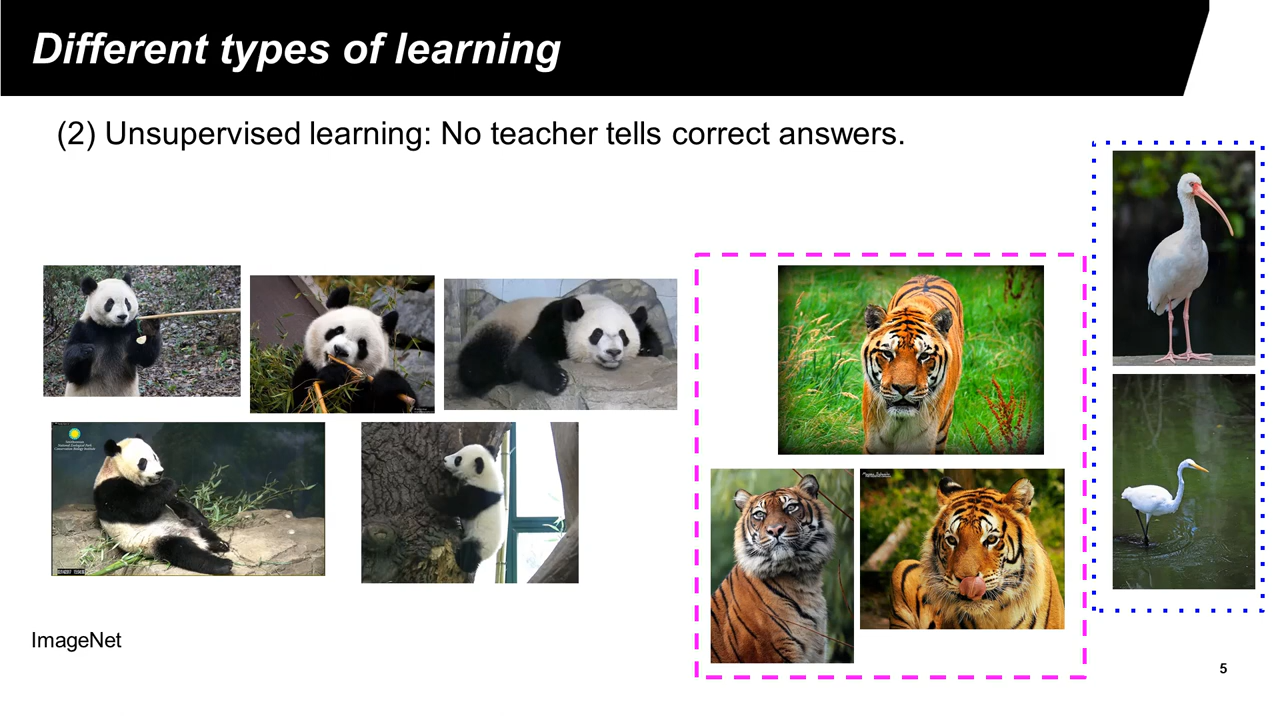 Different types of learning
(2) Unsupervised learning: No teacher tells correct answers.
ImageNet
5